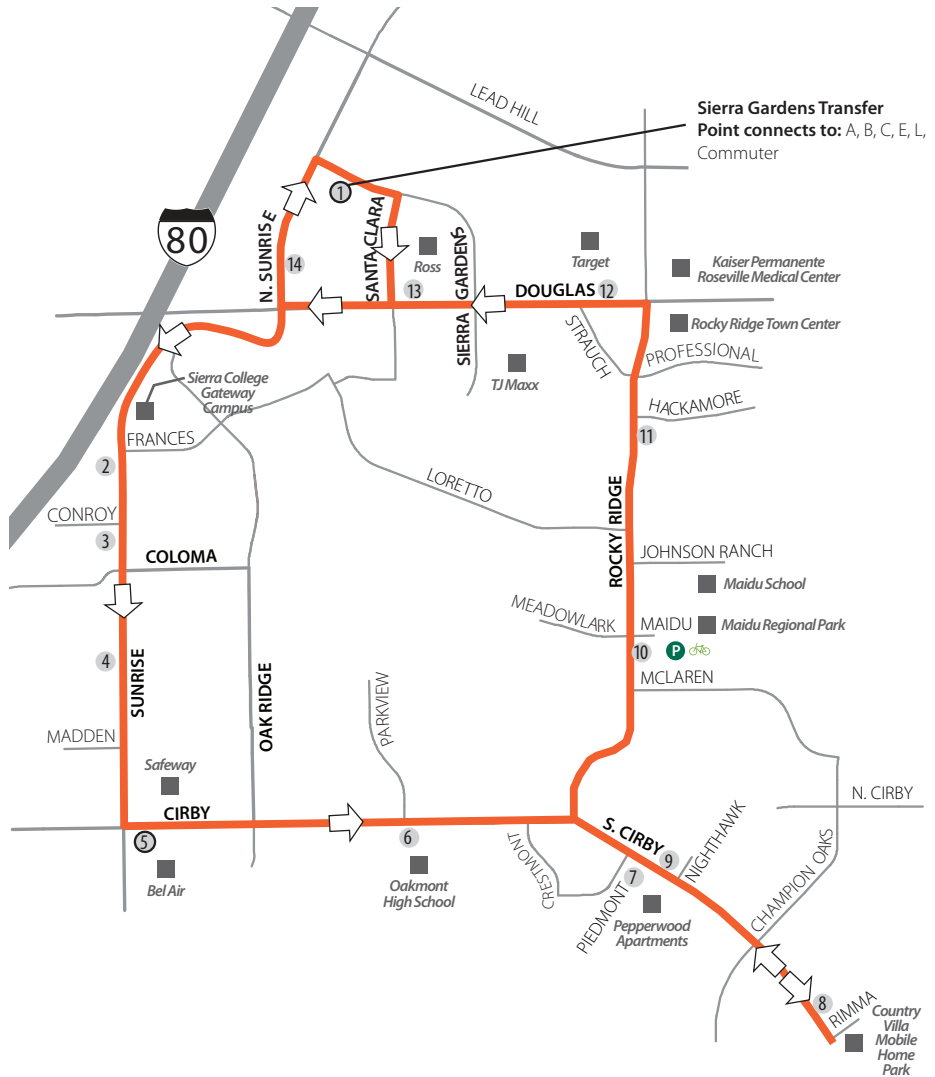 LEAD HILL
Sierra Gardens Transfer
Point connects to: A, B, C, E, L,
Commuter
1
80
N. SUNRISE
SANTA CLARA
SIERRA GARDENS
14
Ross
13
Target
DOUGLAS
12
Kaiser Permanente
Roseville Medical Center
Rocky Ridge Town Center
STRAUCH
PROFESSIONAL
TJ Maxx
Sierra College
Gateway
Campus
HACKAMORE
11
FRANCES
2
LORETTO
CONROY
3
ROCKY RIDGE
COLOMA
JOHNSON RANCH
Maidu School
MEADOWLARK
MAIDU
Maidu Regional Park
10
P
4
SUNRISE
OAK RIDGE
MCLAREN
PARKVIEW
MADDEN
Safeway
CIRBY
N. CIRBY
5
6
S. CIRBY
9
NIGHTHAWK
Bel Air
Oakmont
High School
CRESTMONT
PIEDMONT
7
Pepperwood
Apartments
CHAMPION OAKS
8
RIMMA
Country
Villa
Mobile
Home
Park